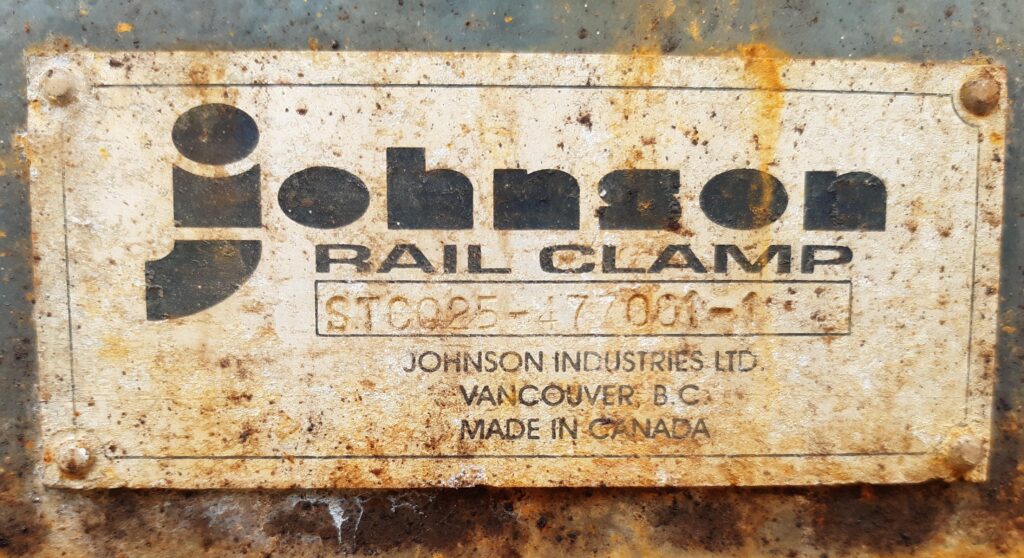 johnson
RAIL CLAMP
STC025-477001-1
JOHNSON INDUSTRIES LTD.
VANCOUVER, B.C.
MADE IN CANADA